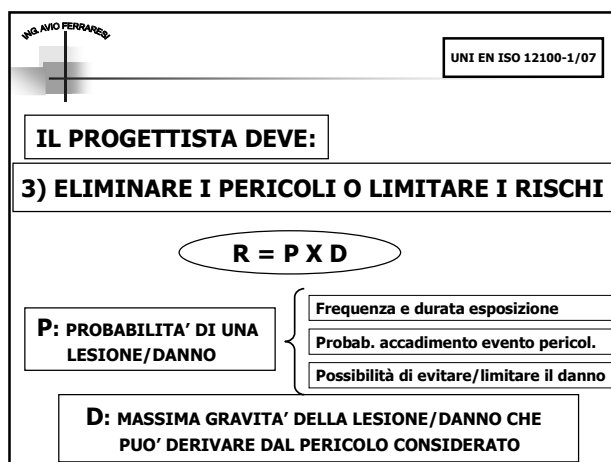 ING. AVIO FERRARESI
UNI EN ISO 12100-1/07
IL PROGETTISTA DEVE:
3) ELIMINARE I PERICOLI O LIMITARE I RISCHI
R = P X D
P: PROBABILITA’ DI UNA
LESIONE/DANNO
Frequenza e durata esposizione
Probab. accadimento evento pericol.
Possibilità di evitare/limitare il danno
D: MASSIMA GRAVITA’ DELLA LESIONE/DANNO CHE
PUO’ DERIVARE DAL PERICOLO CONSIDERATO